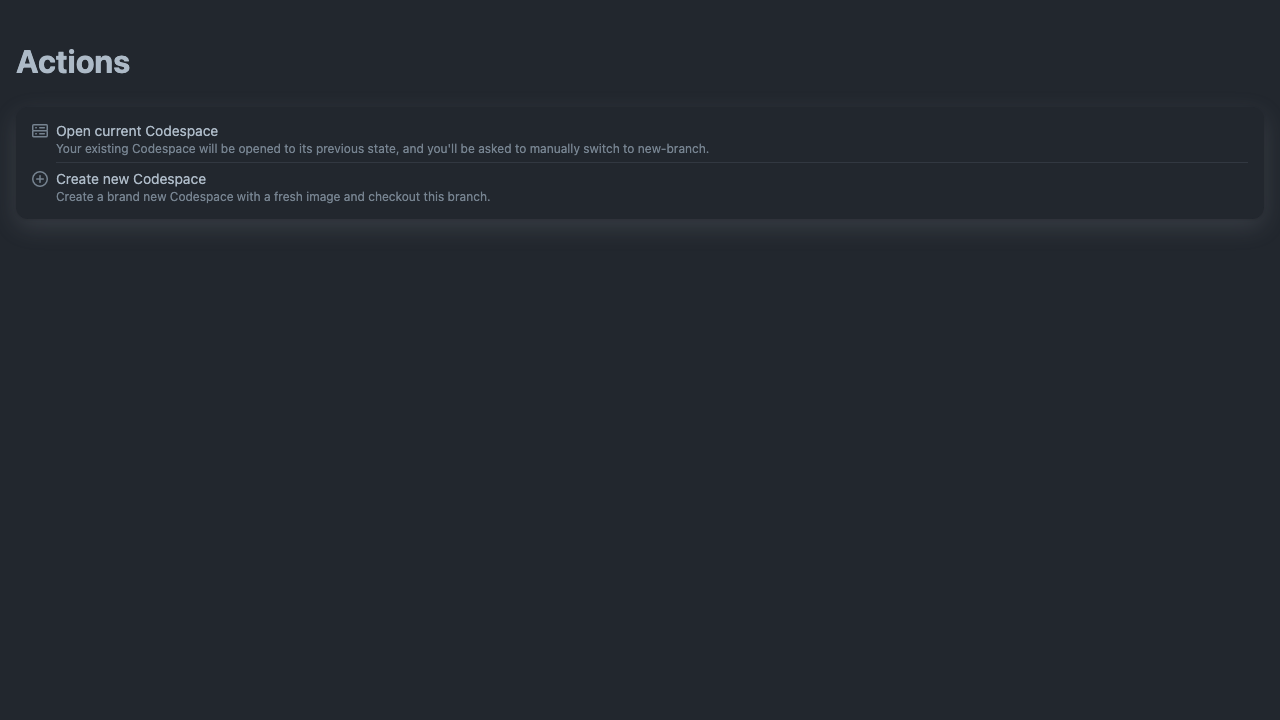 Actions
Open current Codespace
Your existing Codespace will be opened to its previous state, and you'll be asked to manually switch to new-branch.
Create new Codespace
Create a brand new Codespace with a fresh image and checkout this branch.